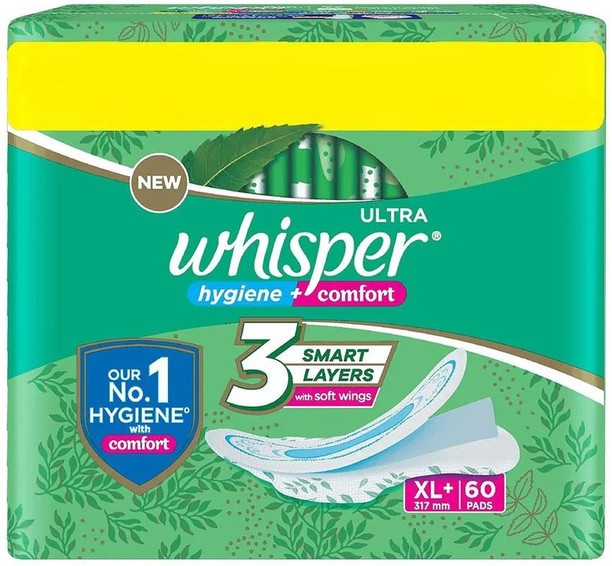 NEW
ULTRA
whisper®
hygiene + comfort
OUR
No.1
HYGIENE°
with
comfort
3 SMART
LAYERS
with soft wings
XL+ 60
317 mm PADS